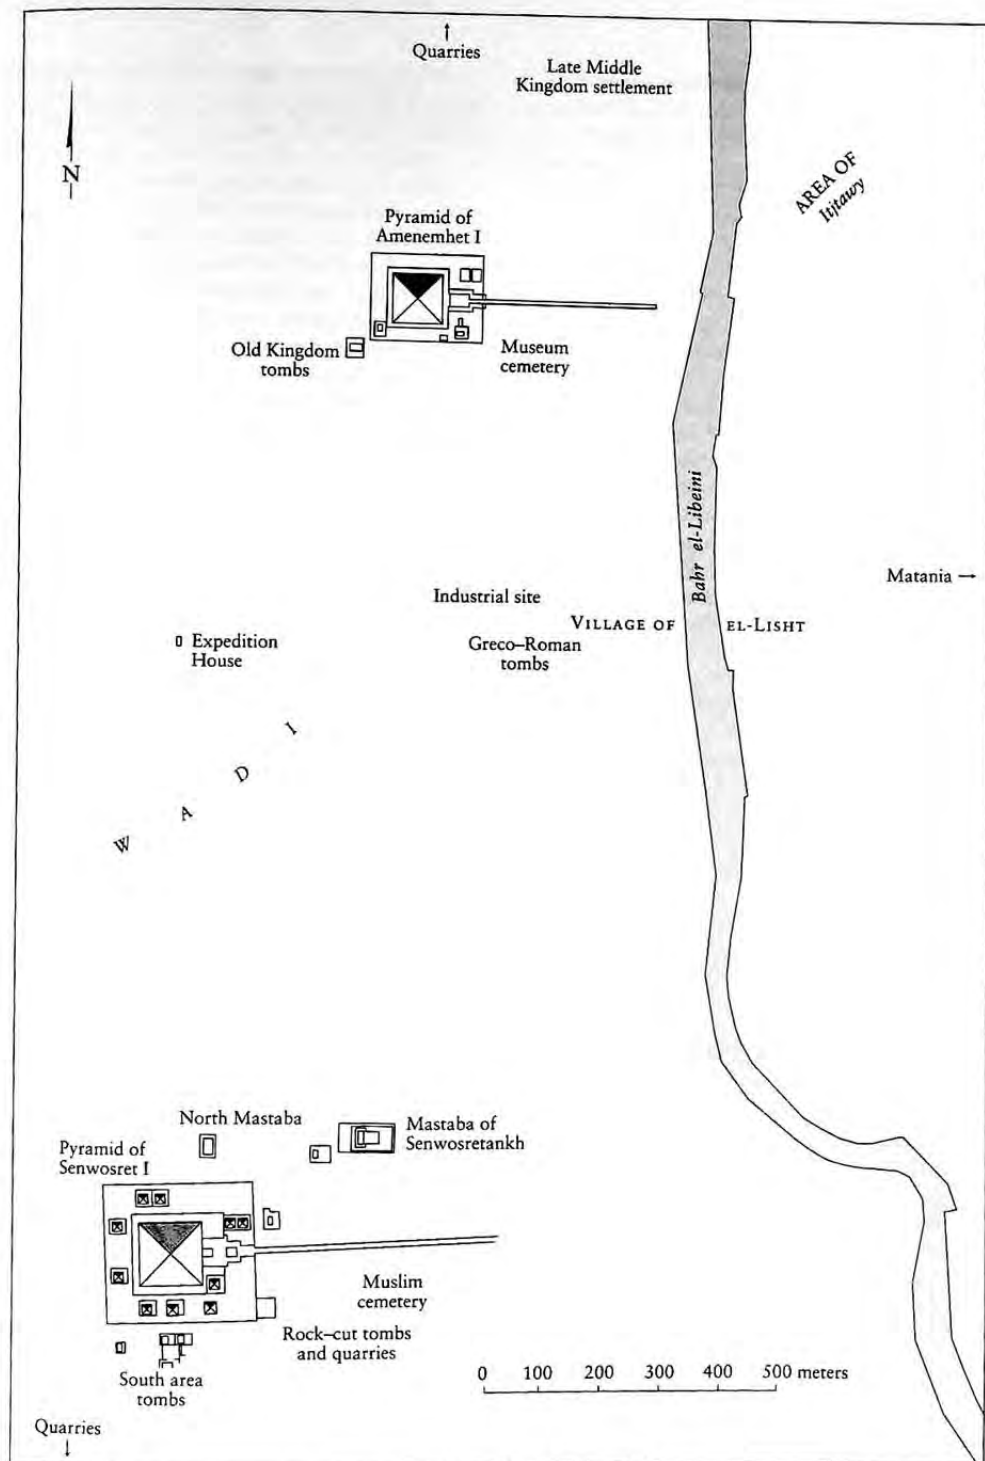 Quarries
Late Middle
Kingdom settlement
N
AREA OF
Itjtawy
Pyramid of
Amenemhet I
Old Kingdom
tombs
Museum
cemetery
Bahr el-Libeini
Matania
Industrial site
VILLAGE OF EL-LISHT
Expedition
House
Greco–Roman
tombs
WADI
North Mastaba
Mastaba of
Senwosretankh
Pyramid of
Senwosret I
Muslim
cemetery
Rock–cut tombs
and quarries
South area
tombs
0 100 200 300 400 500 meters
Quarries